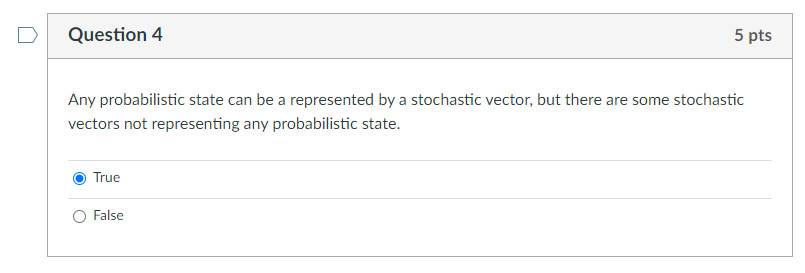 Question 4
5 pts
Any probabilistic state can be a represented by a stochastic vector, but there are some stochastic
vectors not representing any probabilistic state.
True
False